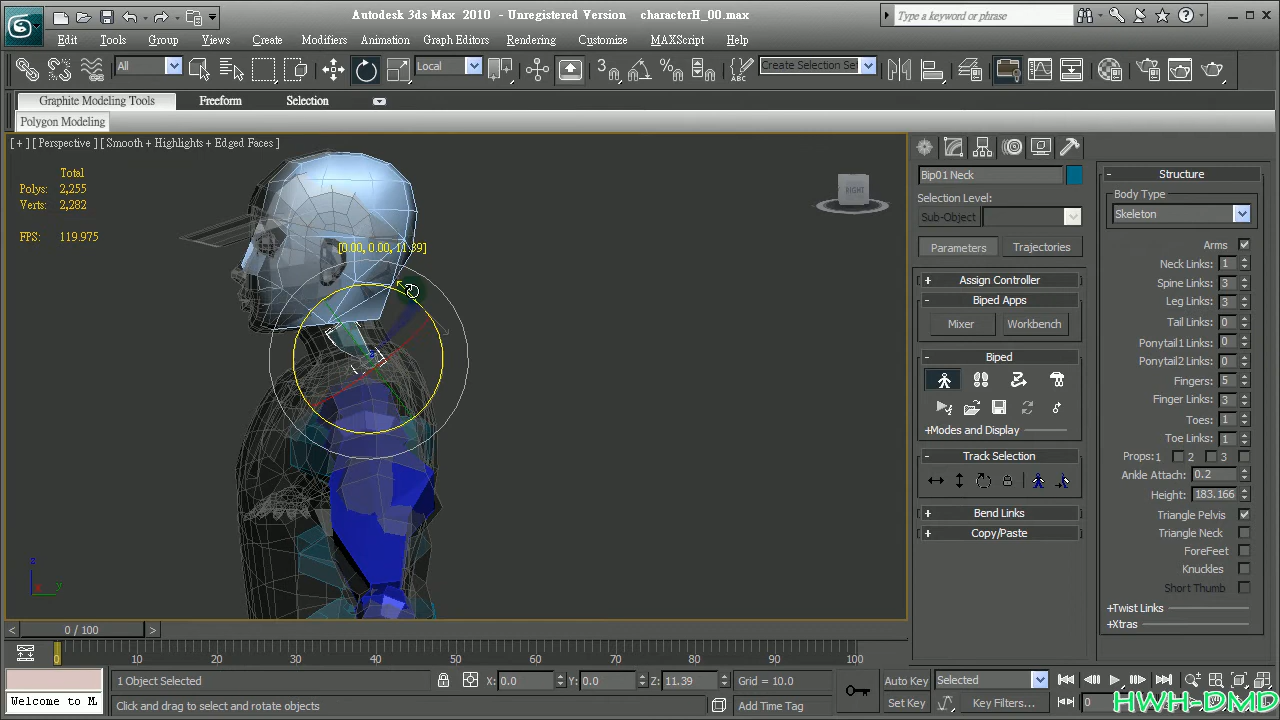 Autodesk 3ds Max 2010 - Unregistered Version characterH_00.max
Type a keyword or phrase
Edit Tools Group Views Create Modifiers Animation Graph Editors Rendering Customize MAXScript Help
All
Local
Create Selection Se
Graphite Modeling Tools Freeform Selection
Polygon Modeling
[ + ] [ Perspective ] [ Smooth + Highlights + Edged Faces ]
Total
Polys: 2,255
Verts: 2,282
FPS: 119.975
[0.00, 0.00, 11.39]
RIGHT
z
y
x
Bip01 Neck
Selection Level:
Sub-Object
Parameters Trajectories
+ Assign Controller
- Biped Apps
Mixer Workbench
- Biped
+Modes and Display
- Track Selection
+ Bend Links
+ Copy/Paste
- Structure
Body Type
Skeleton
Arms
Neck Links: 1
Spine Links: 3
Leg Links: 3
Tail Links: 0
Ponytail1 Links: 0
Ponytail2 Links: 0
Fingers: 5
Finger Links: 3
Toes: 1
Toe Links: 1
Props: 1 2 3
Ankle Attach: 0.2
Height: 183.166
Triangle Pelvis
Triangle Neck
ForeFeet
Knuckles
Short Thumb
+Twist Links
+Xtras
< 0 / 100 >
0 10 20 30 40 50 60 70 80 90 100
1 Object Selected X: 0.0 Y: 0.0 Z: 11.39 Grid = 10.0 Auto Key Selected
Welcome to M Click and drag to select and rotate objects Add Time Tag Set Key Key Filters... 0
HWH-DMD